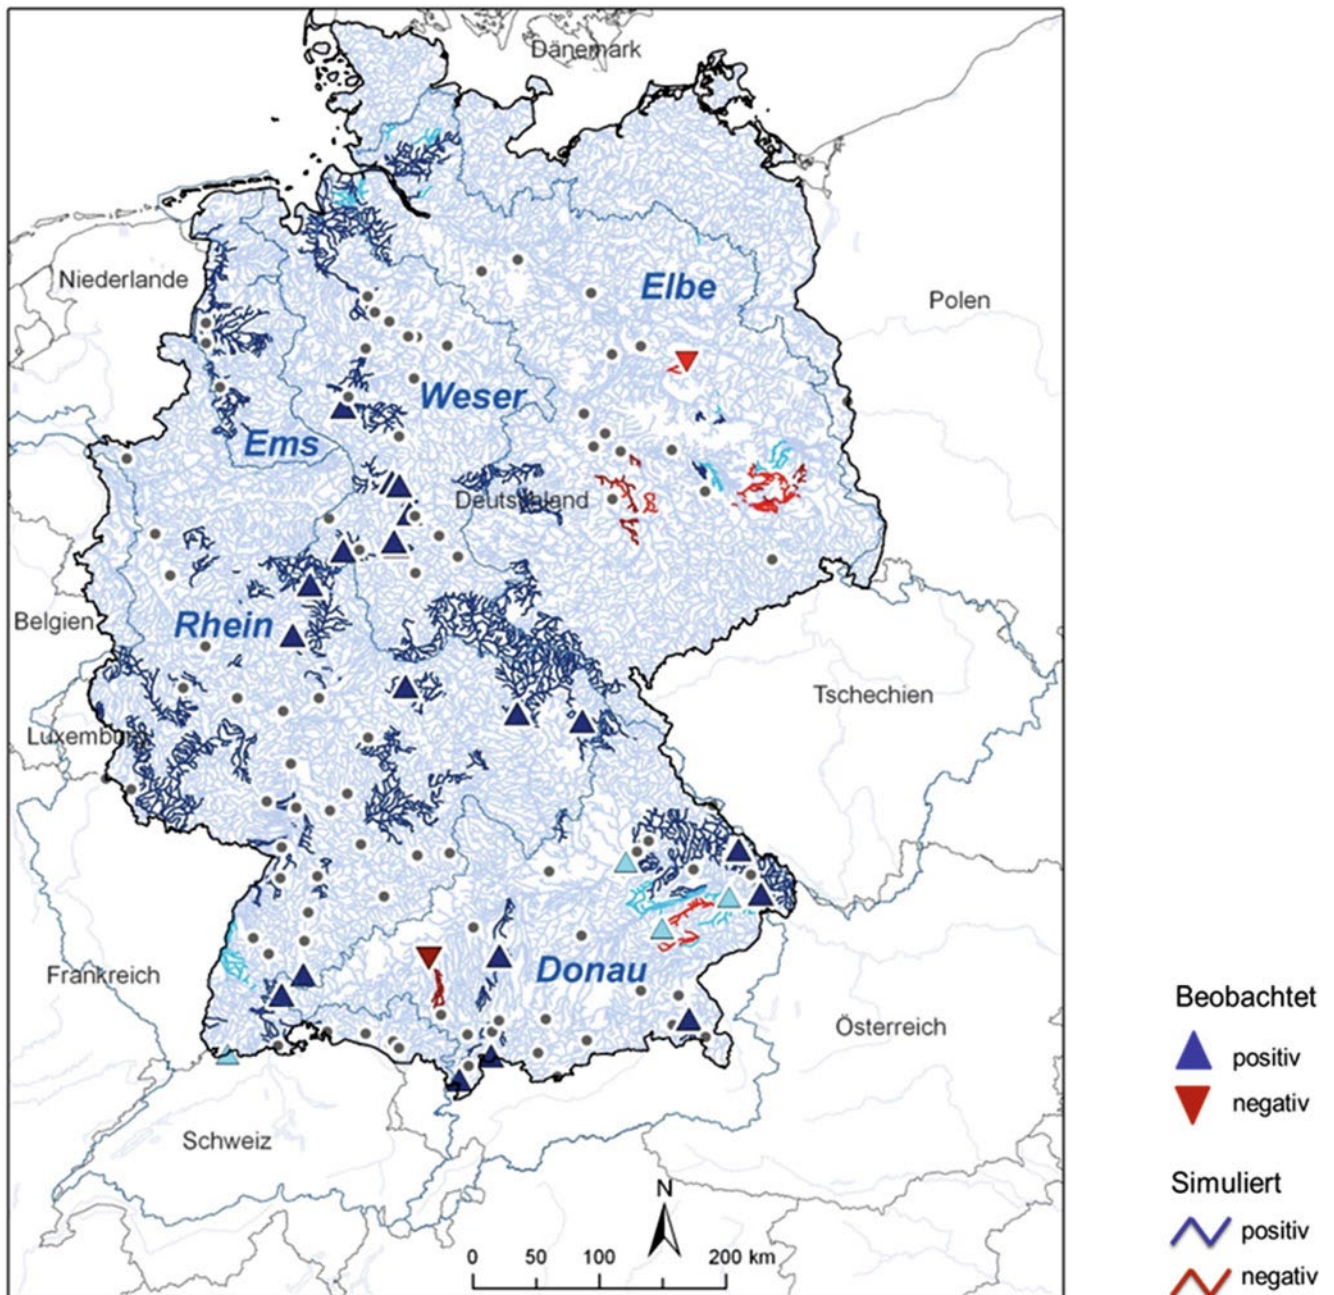 Dänemark
Niederlande
Elbe
Polen
Weser
Ems
Deutschland
Rhein
Belgien
Tschechien
Luxemburg
Frankreich
Donau
Österreich
Schweiz
N
0 50 100 200 km
Beobachtet
positiv
negativ
Simuliert
positiv
negativ